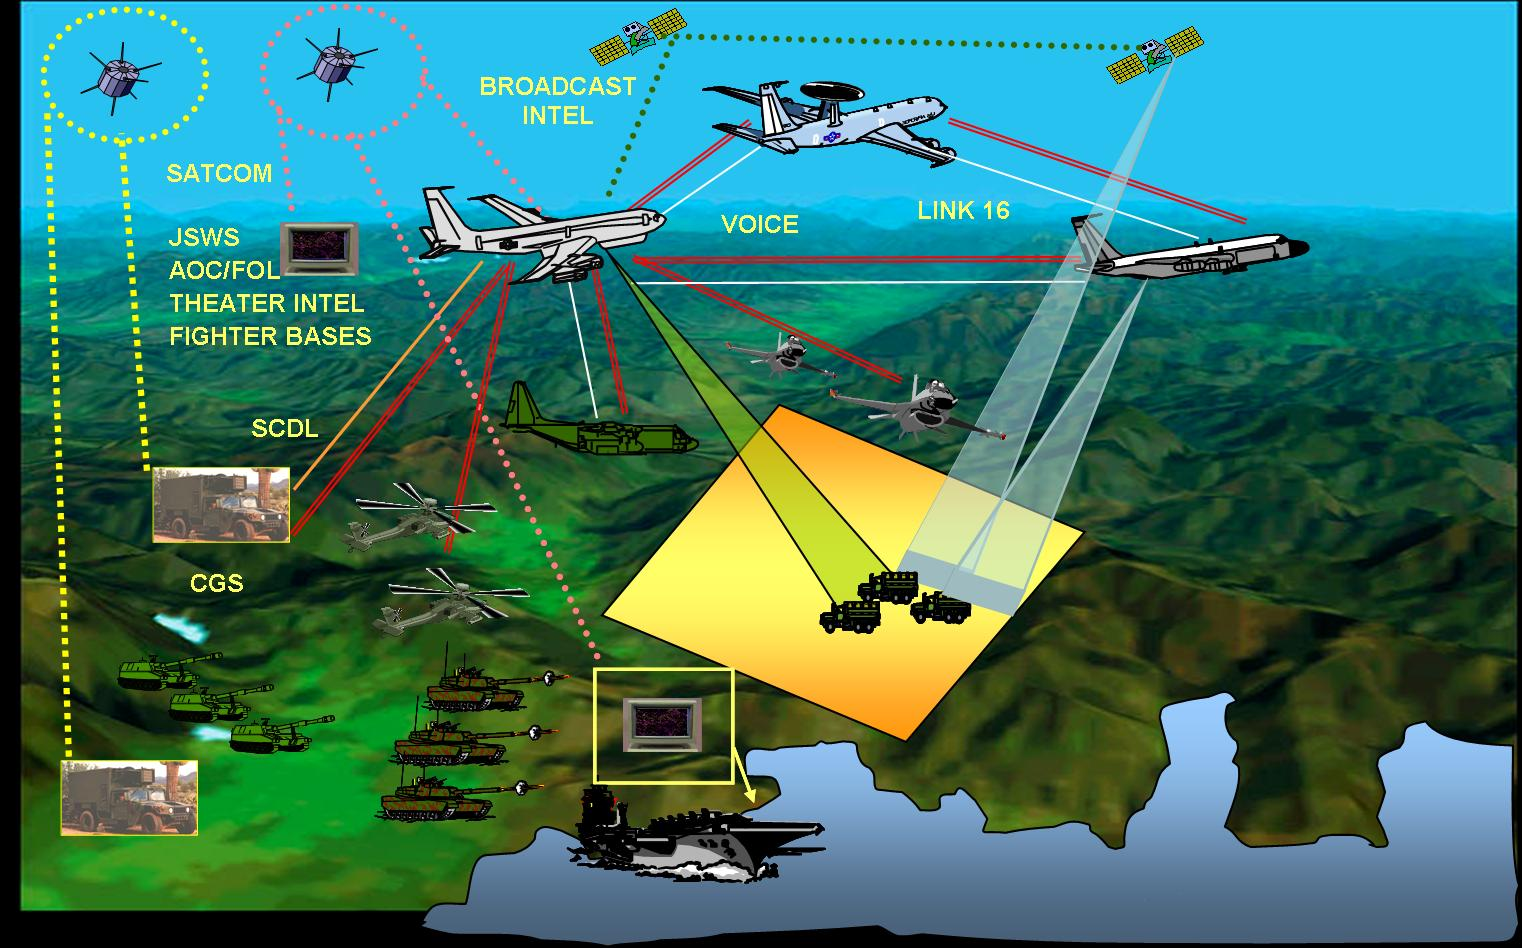 BROADCAST
INTEL
SATCOM
VOICE
LINK 16
JSWS
AOC/FOL
THEATER INTEL
FIGHTER BASES
SCDL
CGS